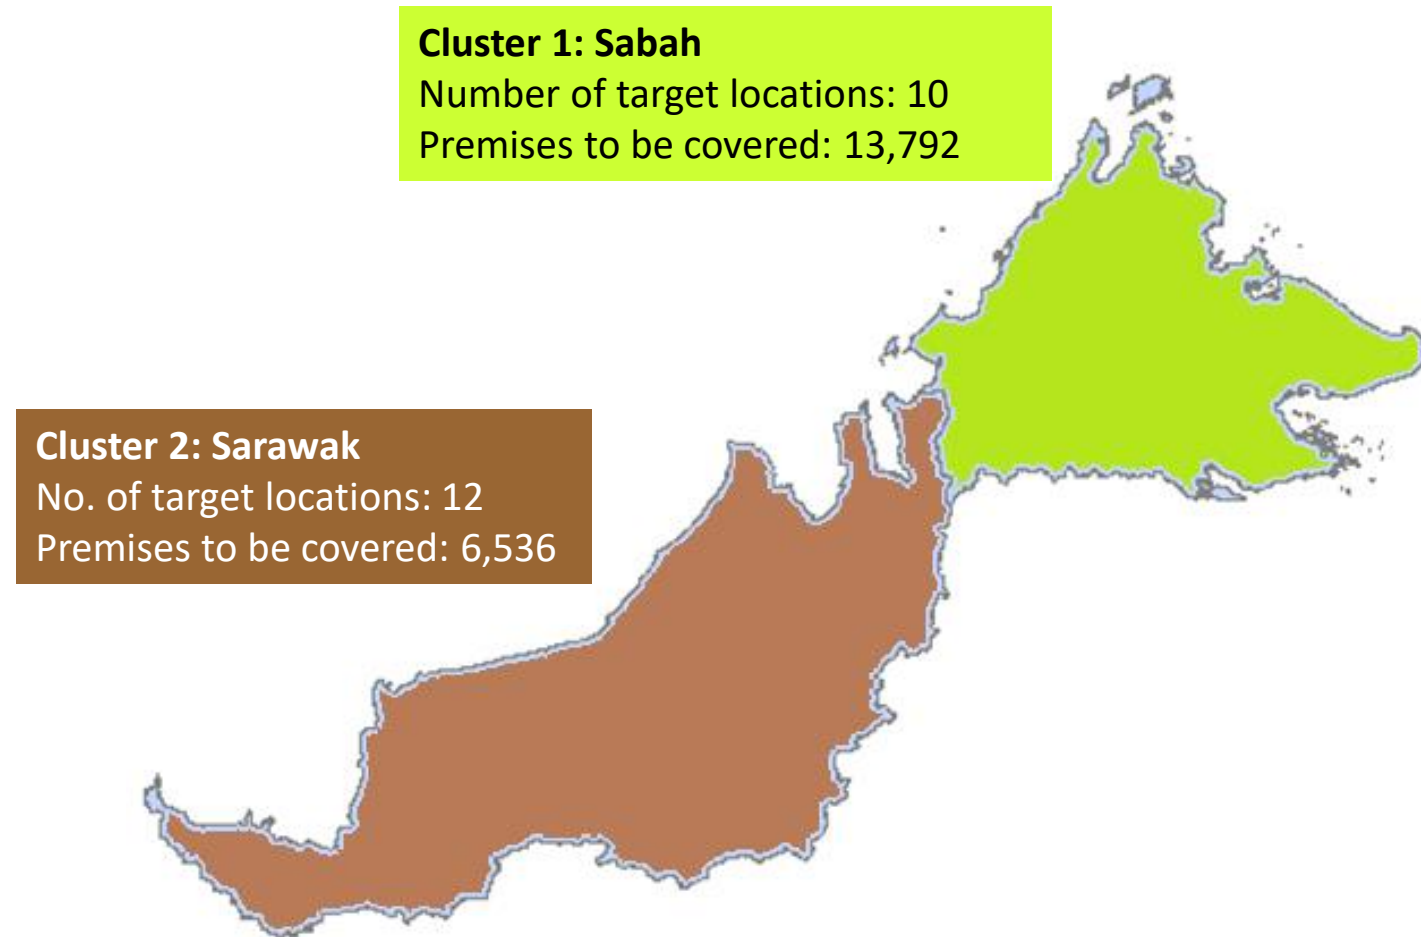 Cluster 1: Sabah
Number of target locations: 10
Premises to be covered: 13,792
Cluster 2: Sarawak
No. of target locations: 12
Premises to be covered: 6,536